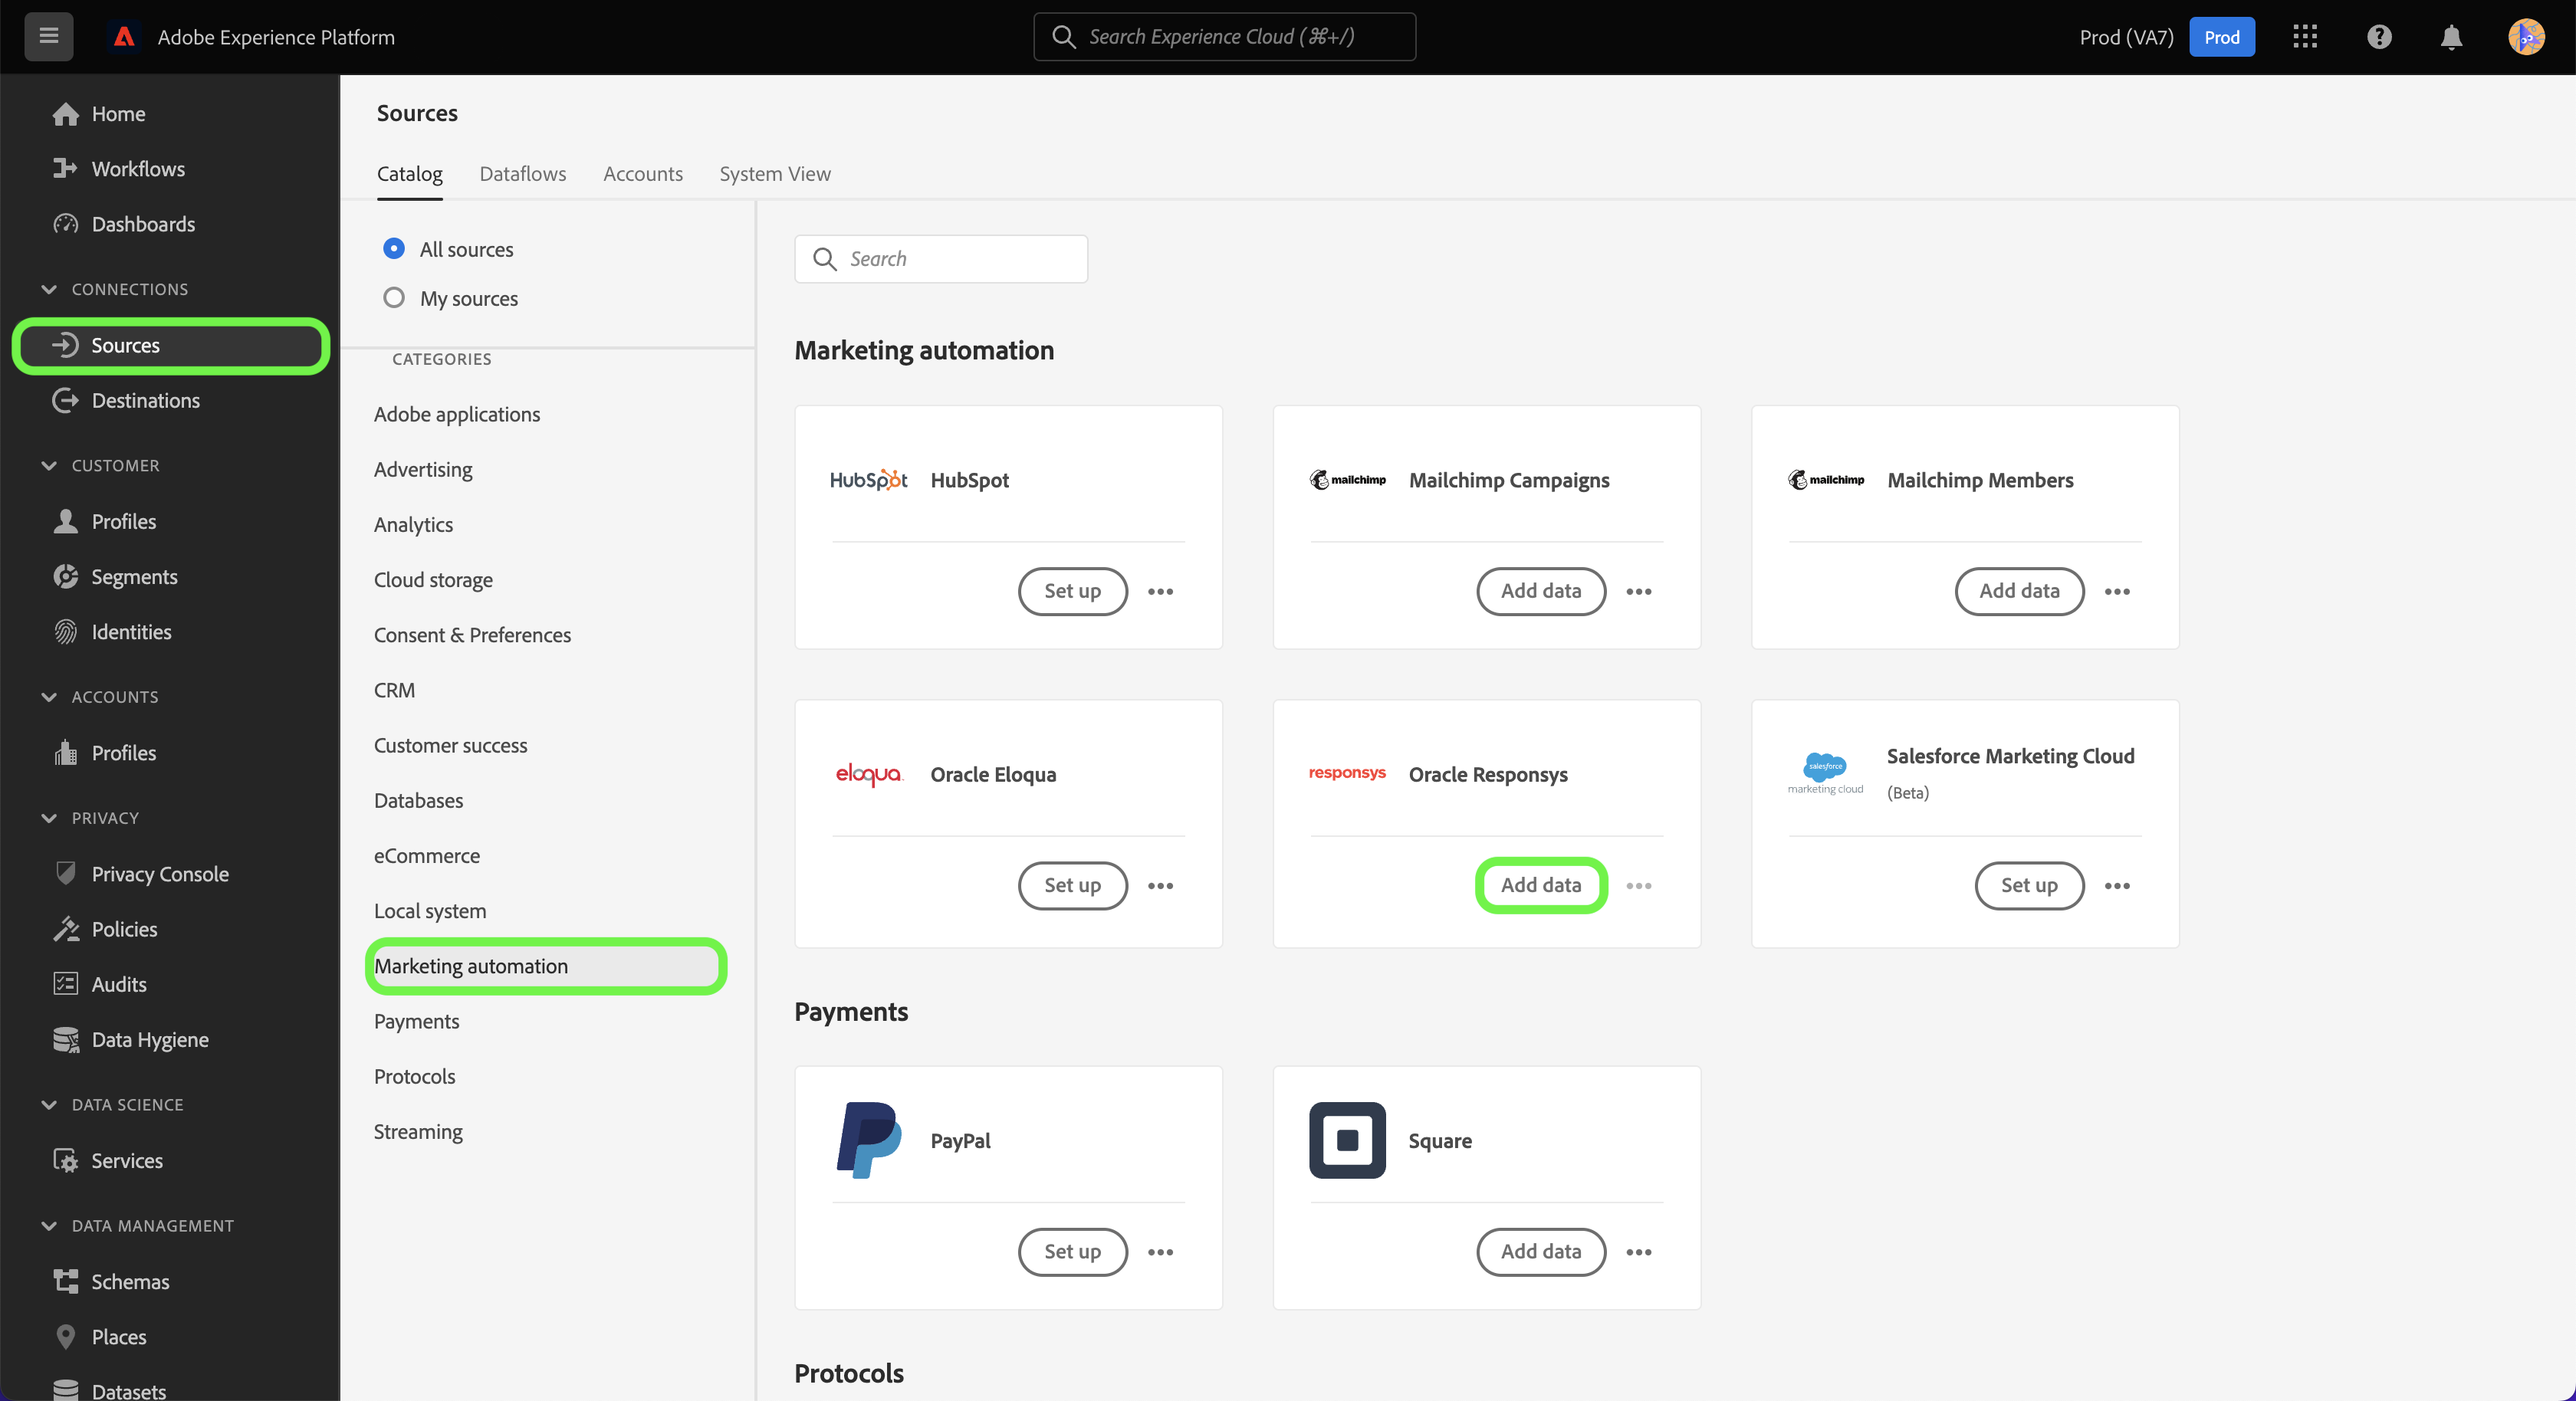 Adobe Experience Platform
Search Experience Cloud (⌘+/)
Prod (VA7)
Prod
Home
Workflows
Dashboards
CONNECTIONS
Sources
Destinations
CUSTOMER
Profiles
Segments
Identities
ACCOUNTS
Profiles
PRIVACY
Privacy Console
Policies
Audits
Data Hygiene
DATA SCIENCE
Services
DATA MANAGEMENT
Schemas
Places
Datasets
Sources
Catalog Dataflows Accounts System View
All sources
My sources
CATEGORIES
Adobe applications
Advertising
Analytics
Cloud storage
Consent & Preferences
CRM
Customer success
Databases
eCommerce
Local system
Marketing automation
Payments
Protocols
Streaming
Search
Marketing automation
HubSpot HubSpot
Set up
mailchimp Mailchimp Campaigns
Add data
mailchimp Mailchimp Members
Add data
eloqua. Oracle Eloqua
Set up
responsys Oracle Responsys
Add data
salesforce
marketing cloud
Salesforce Marketing Cloud
(Beta)
Set up
Payments
PayPal
Set up
Square
Add data
Protocols